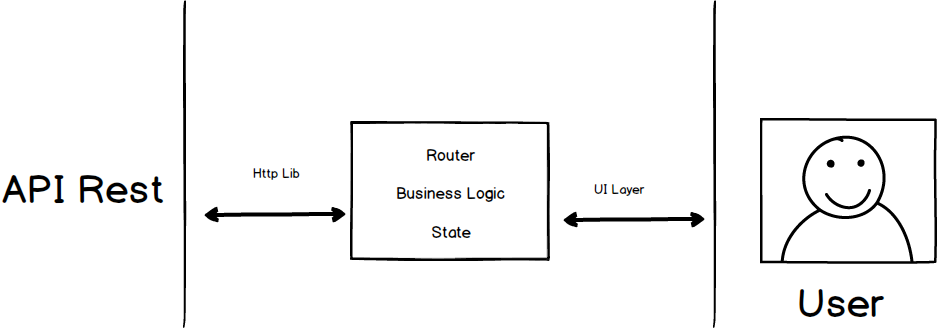 API Rest
Http Lib
Router
Business Logic
State
UI Layer
User